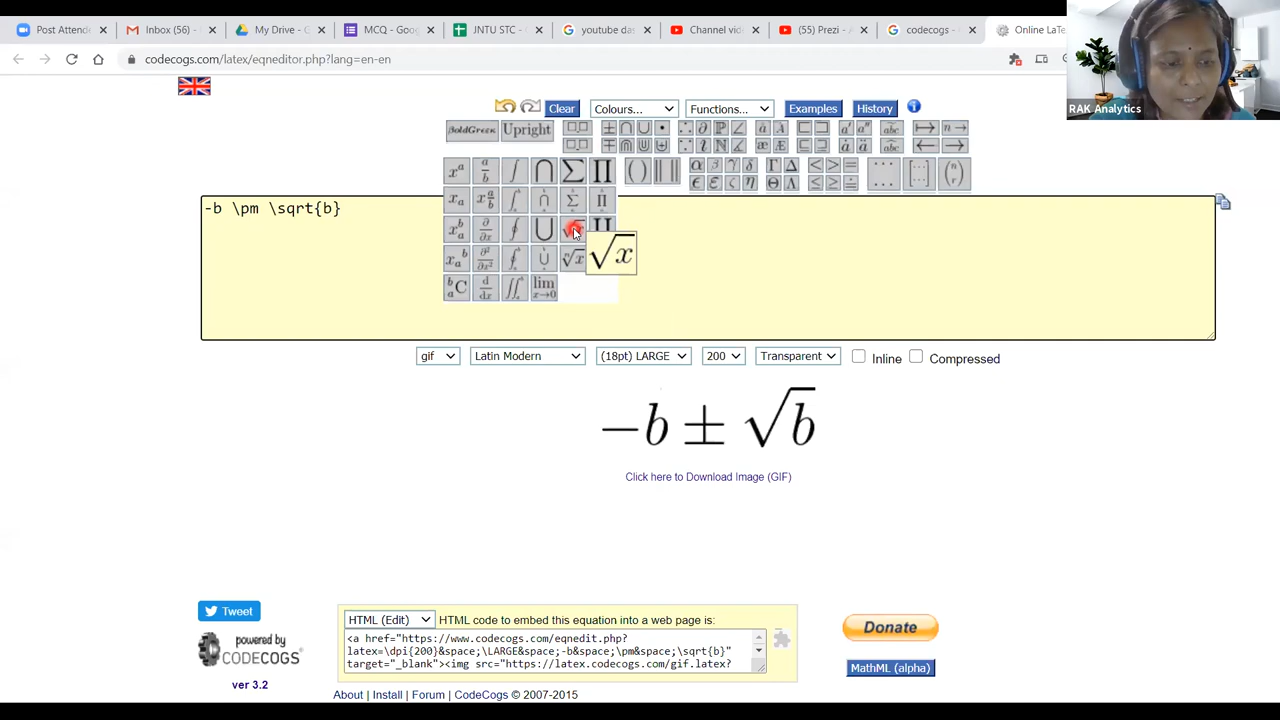 Post Attend
Inbox (56) -
My Drive -
MCQ - Goo
JNTU STC -
youtube das
Channel vide
(55) Prezi - A
codecogs -
Online LaTe
codecogs.com/latex/eqneditor.php?lang=en-en
RAK Analytics
Clear
Colours...
Functions...
Examples
History
BoldGreek
Upright
-b \pm \sqrt{b}
√x
lim x→0
gif
Latin Modern
(18pt) LARGE
200
Transparent
Inline
Compressed
−b ± √b
Click here to Download Image (GIF)
Tweet
powered by
CODECOGS
ver 3.2
HTML (Edit)
HTML code to embed this equation into a web page is:
<a href="https://www.codecogs.com/eqnedit.php?
latex=\dpi{200}&space;\LARGE&space;-b&space;\pm&space;\sqrt{b}"
target="_blank"><img src="https://latex.codecogs.com/gif.latex?
Donate
MathML (alpha)
About | Install | Forum | CodeCogs © 2007-2015